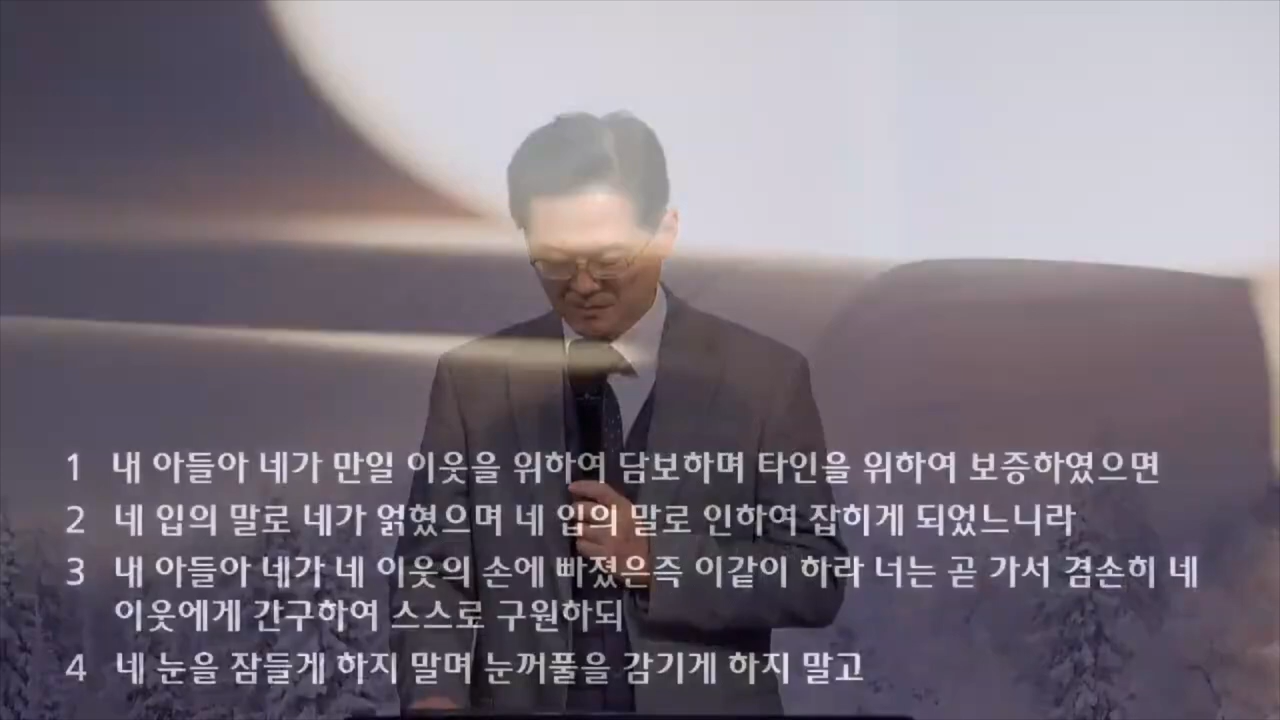 1 내 아들아 네가 만일 이웃을 위하여 담보하며 타인을 위하여 보증하였으면
2 네 입의 말로 네가 얽혔으며 네 입의 말로 인하여 잡히게 되었느니라
3 내 아들아 네가 네 이웃의 손에 빠졌은즉 이같이 하라 너는 곧 가서 겸손히 네
이웃에게 간구하여 스스로 구원하되
4 네 눈을 잠들게 하지 말며 눈꺼풀을 감기게 하지 말고